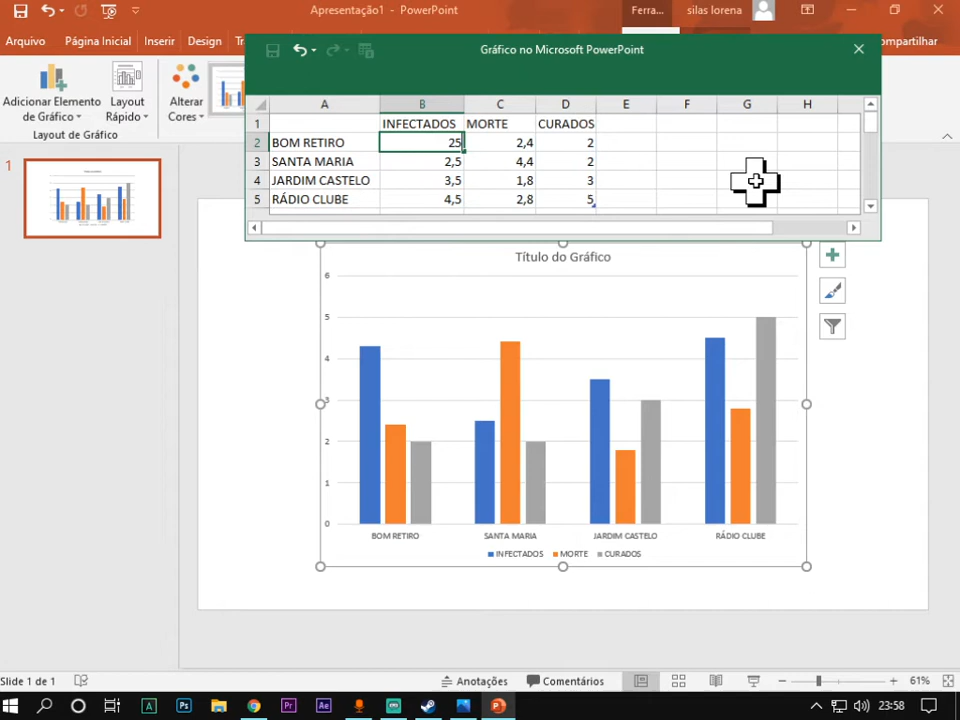 Apresentação1 - PowerPoint
Ferra...
silas lorena
Arquivo
Página Inicial
Inserir
Design
Compartilhar
Gráfico no Microsoft PowerPoint
Adicionar Elemento de Gráfico
Layout Rápido
Alterar Cores
Layout de Gráfico
A B C D E F G H
1 INFECTADOS MORTE CURADOS
2 BOM RETIRO 25 2,4 2
3 SANTA MARIA 2,5 4,4 2
4 JARDIM CASTELO 3,5 1,8 3
5 RÁDIO CLUBE 4,5 2,8 5
1
Título do Gráfico
6
5
4
3
2
1
0
BOM RETIRO SANTA MARIA JARDIM CASTELO RÁDIO CLUBE
INFECTADOS MORTE CURADOS
Slide 1 de 1
Anotações
Comentários
61%
A Ps Pr Ae
23:58